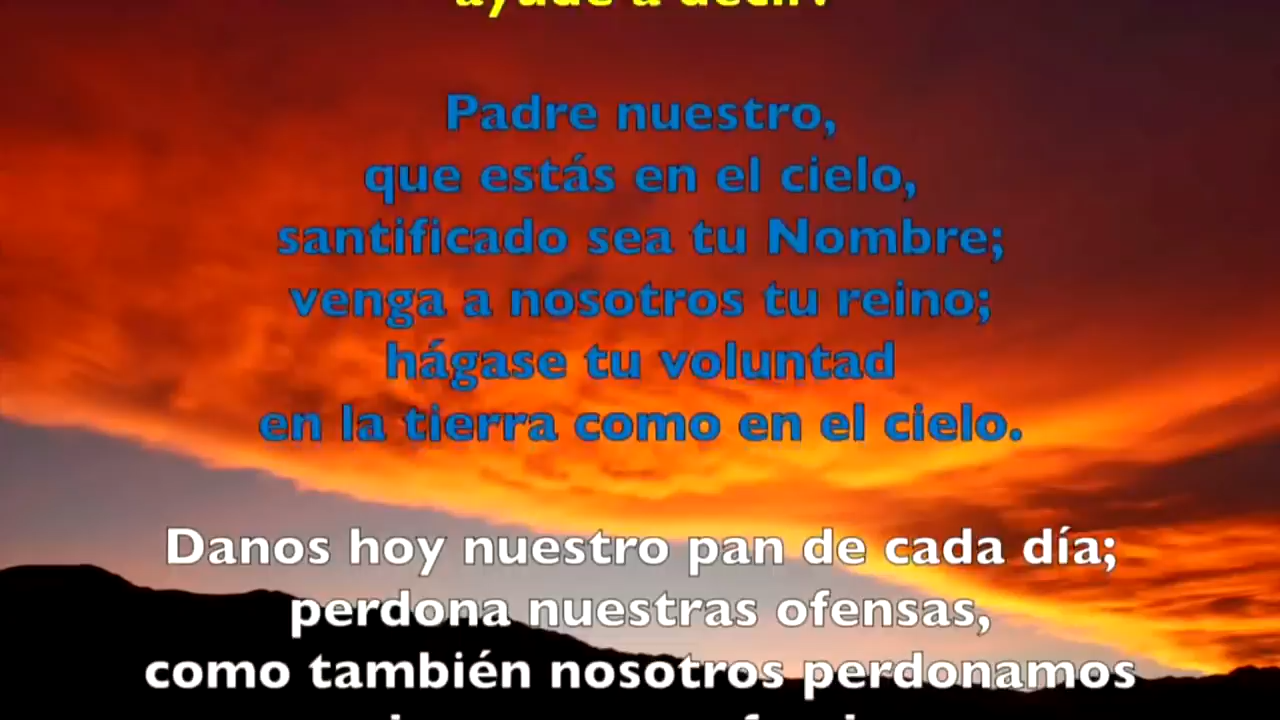 ayude a decir:
Padre nuestro,
que estás en el cielo,
santificado sea tu Nombre;
venga a nosotros tu reino;
hágase tu voluntad
en la tierra como en el cielo.
Danos hoy nuestro pan de cada día;
perdona nuestras ofensas,
como también nosotros perdonamos